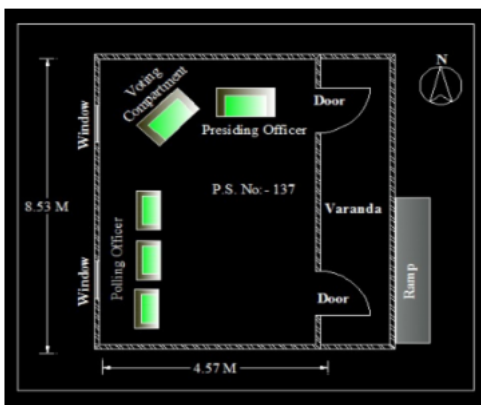 N
Voting
Compartment
Door
Window
Presiding Officer
P.S. No:- 137
8.53 M
Varanda
Polling Officer
Window
Ramp
Door
4.57 M